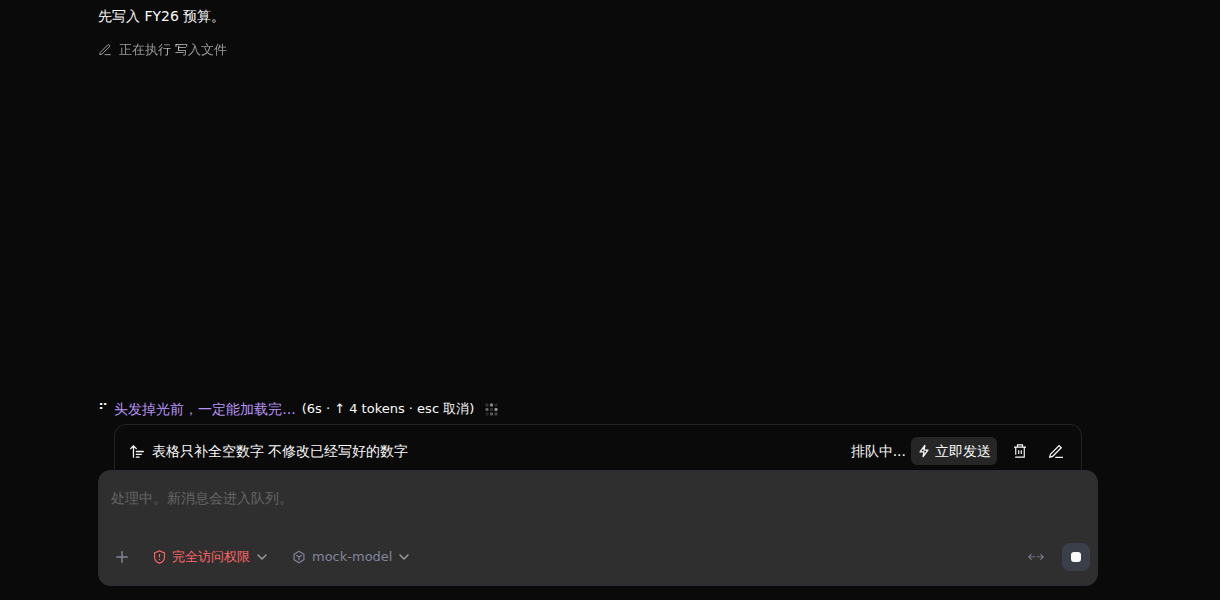 先写入 FY26 预算。
正在执行 写入文件
头发掉光前，一定能加载完... (6s · ↑ 4 tokens · esc 取消)
表格只补全空数字 不修改已经写好的数字 排队中... 立即发送
处理中。新消息会进入队列。
完全访问权限 mock-model